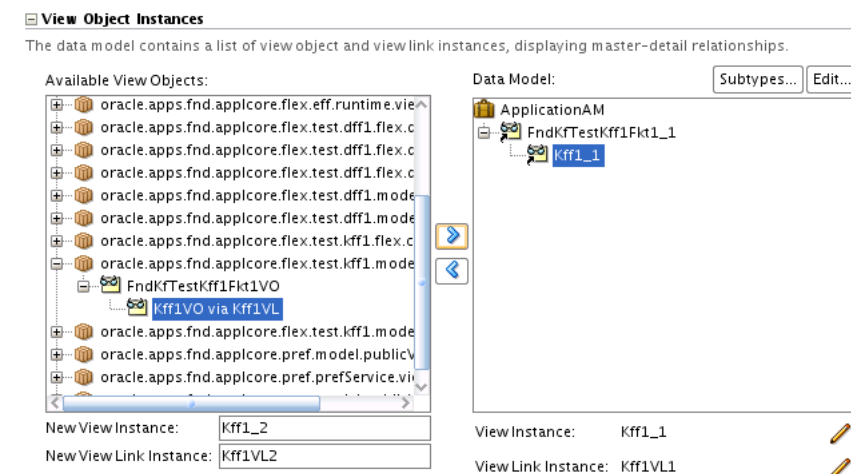 View Object Instances
The data model contains a list of view object and view link instances, displaying master-detail relationships.
Available View Objects:
oracle.apps.fnd.applcore.flex.eff.runtime.vie
oracle.apps.fnd.applcore.flex.test.dff1.flex.c
oracle.apps.fnd.applcore.flex.test.dff1.flex.c
oracle.apps.fnd.applcore.flex.test.dff1.flex.c
oracle.apps.fnd.applcore.flex.test.dff1.mode
oracle.apps.fnd.applcore.flex.test.dff1.mode
oracle.apps.fnd.applcore.flex.test.kff1.flex.c
oracle.apps.fnd.applcore.flex.test.kff1.mode
FndKfTestKff1Fkt1VO
Kff1VO via Kff1VL
oracle.apps.fnd.applcore.flex.test.kff1.mode
oracle.apps.fnd.applcore.pref.model.publicV
oracle.apps.fnd.applcore.pref.prefService.vie
New View Instance: Kff1_2
New View Link Instance: Kff1VL2
Data Model:
Subtypes... Edit...
ApplicationAM
FndKfTestKff1Fkt1_1
Kff1_1
View Instance: Kff1_1
View Link Instance: Kff1VL1